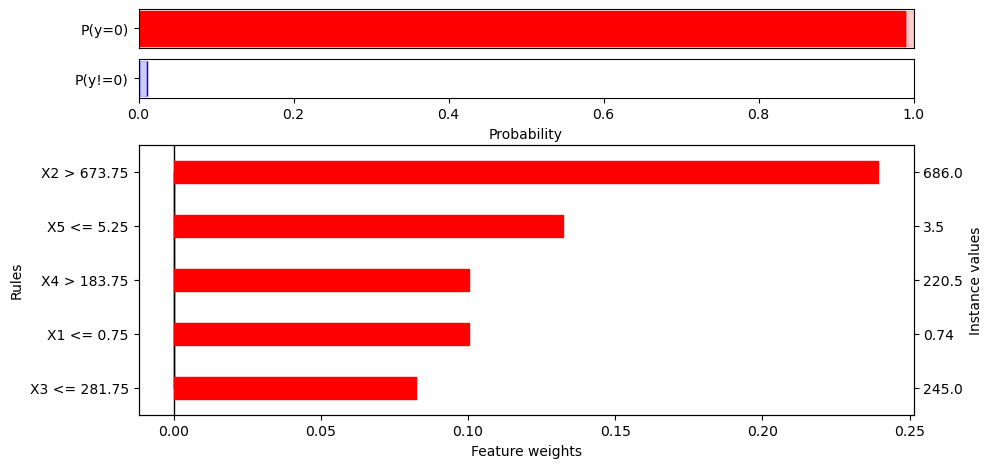 P(y=0)
P(y!=0)
0.0 0.2 0.4 0.6 0.8 1.0
Probability
Rules
X2 > 673.75 686.0
X5 <= 5.25 3.5
X4 > 183.75 220.5
X1 <= 0.75 0.74
X3 <= 281.75 245.0
Instance values
0.00 0.05 0.10 0.15 0.20 0.25
Feature weights